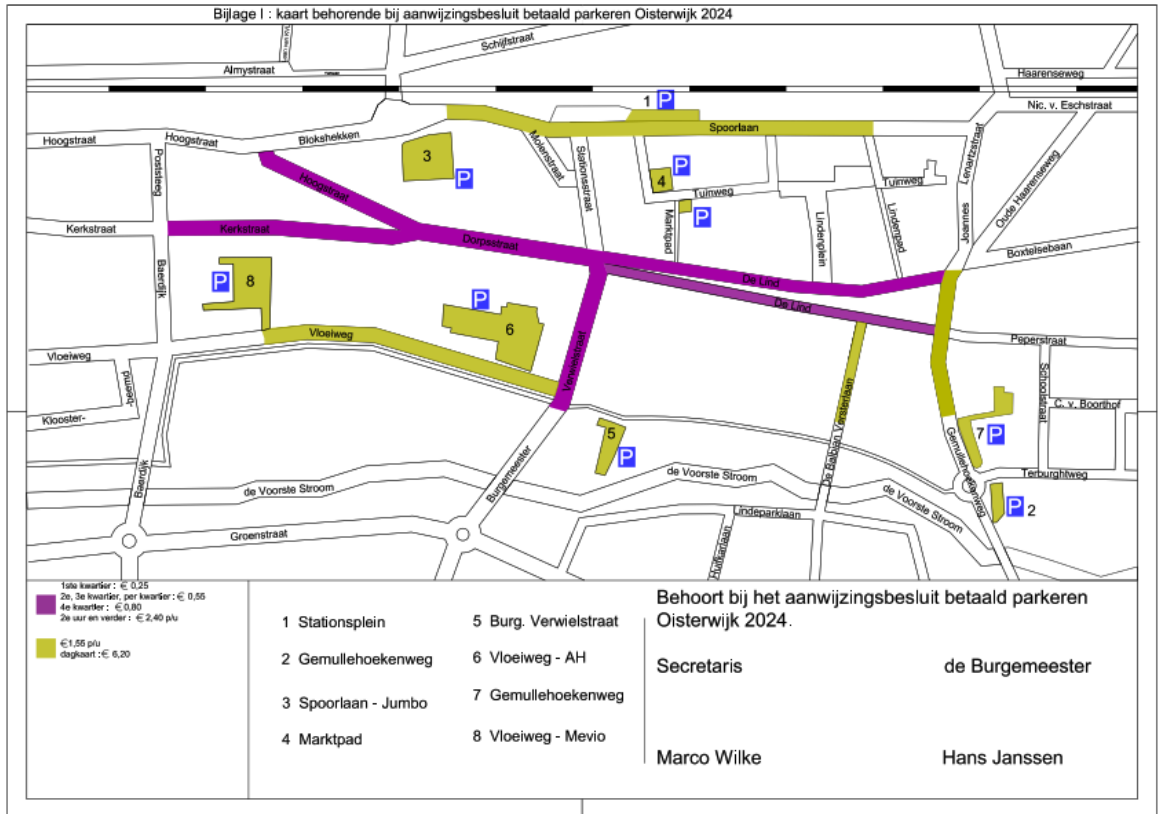 Bijlage I : kaart behorende bij aanwijzingsbesluit betaald parkeren Oisterwijk 2024
Schijfstraat
Almystraat
Haarenseweg
Nic. v. Eschstraat
1 P
Spoorlaan
Hoogstraat
Hoogstraat
Blokshekken
Poststeeg
Molenstraat
Stationsstraat
Joannes Lenartzstraat
Oude Haarenseweg
3
P
P
4
Tuinweg
Tuinweg
P
Hoogstraat
Marktpad
Lindenplein
Lindenpad
Kerkstraat
Kerkstraat
Dorpsstraat
Boxtelsebaan
Baerdijk
P
8
P
6
De Lind
De Lind
Vloeiweg
Vloeiweg
Verwielstraat
Peperstraat
Schoolstraat
Klooster-
-beemd
C. v. Boorthof
De Balbian Versterlaan
5
P
7
P
Gemullehoekenweg
Terburghtweg
Baerdijk
Burgemeester
de Voorste Stroom
de Voorste Stroom
de Voorste Stroom
P 2
Groenstraat
Lindeparklaan
Hulfkarlaan
1ste kwartier : € 0,25
2e, 3e kwartier, per kwartier : € 0,55
4e kwartier : € 0,80
2e uur en verder : € 2,40 p/u
€1,55 p/u
dagkaart : € 6,20
1 Stationsplein
2 Gemullehoekenweg
3 Spoorlaan - Jumbo
4 Marktpad
5 Burg. Verwielstraat
6 Vloeiweg - AH
7 Gemullehoekenweg
8 Vloeiweg - Mevio
Behoort bij het aanwijzingsbesluit betaald parkeren
Oisterwijk 2024.
Secretaris
de Burgemeester
Marco Wilke
Hans Janssen